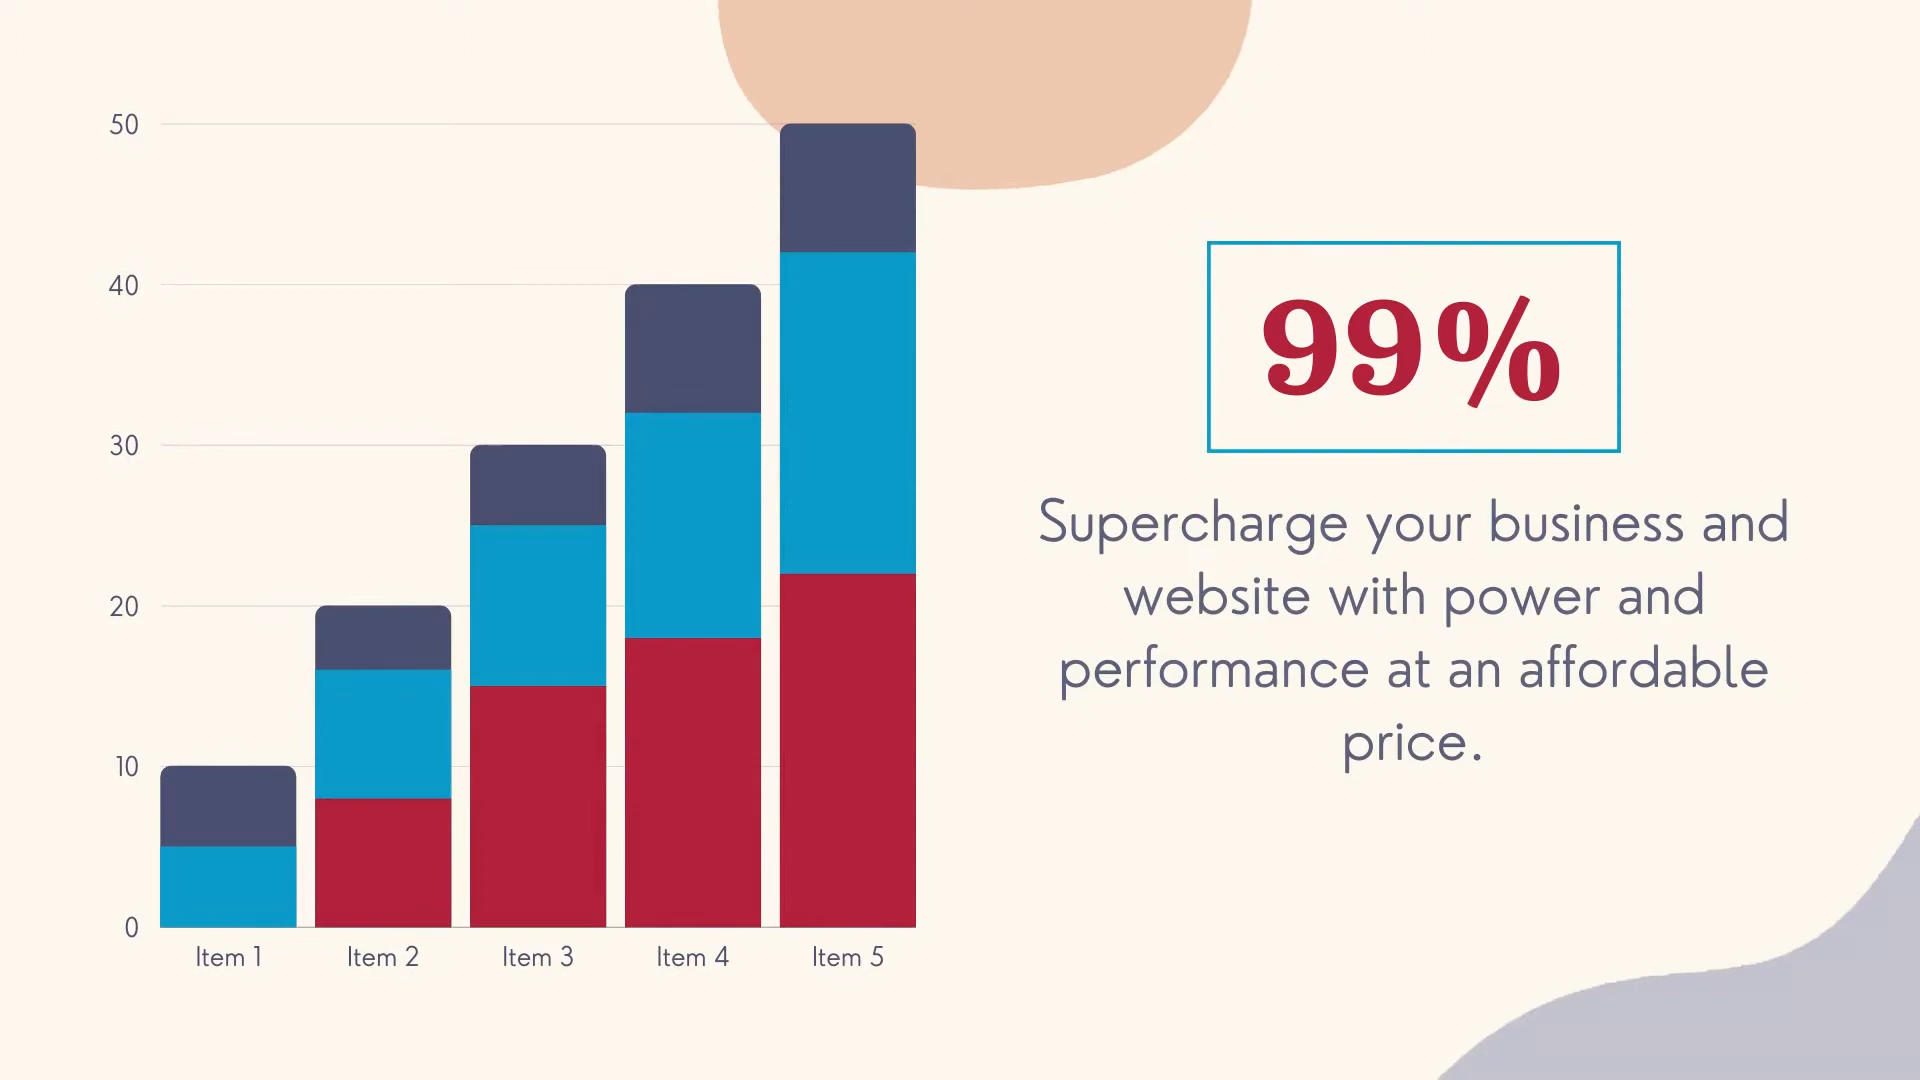 50
40
30
20
10
0
Item 1
Item 2
Item 3
Item 4
Item 5
99%
Supercharge your business and
website with power and
performance at an affordable
price.